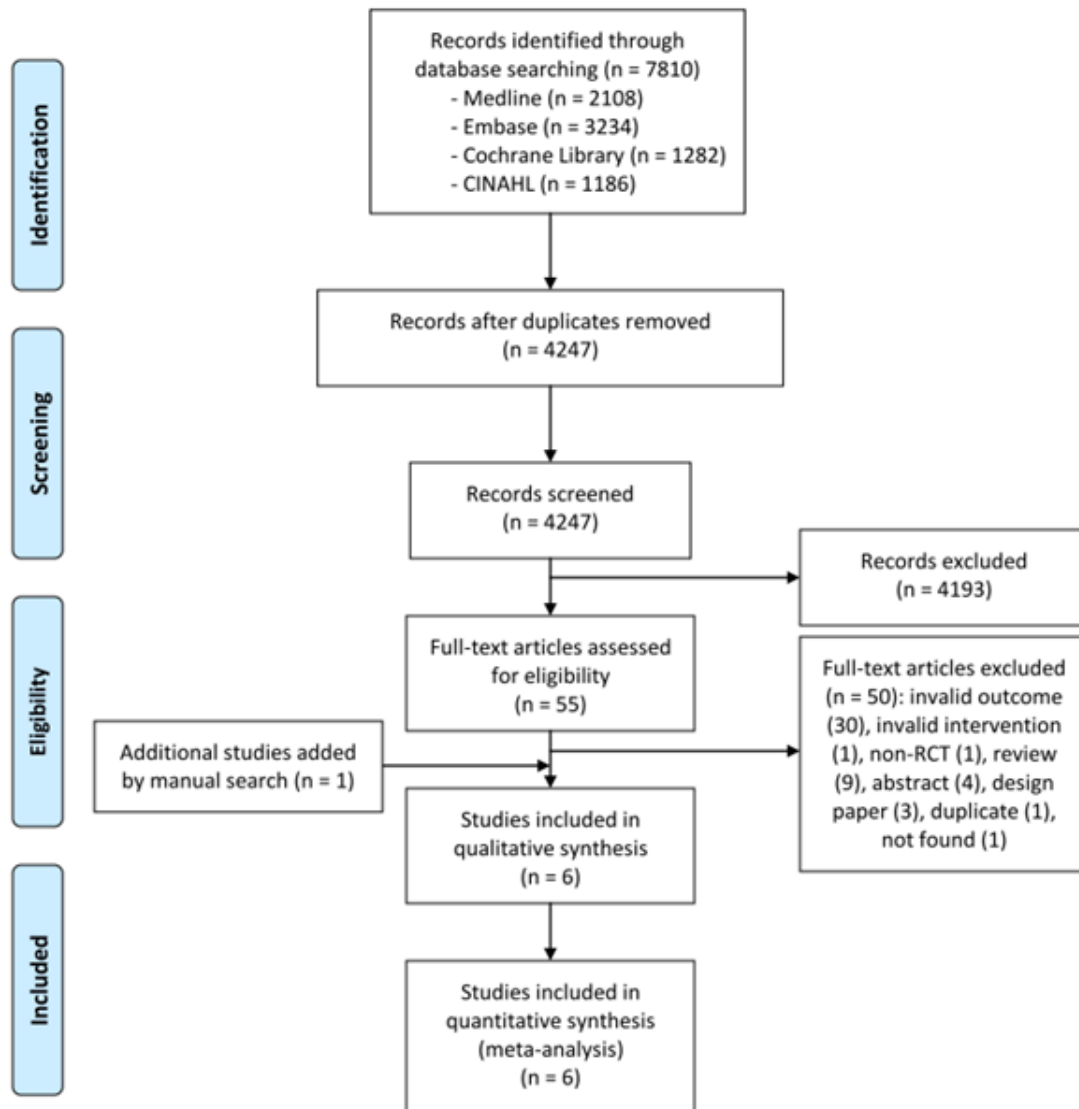 Identification
Records identified through
database searching (n = 7810)
- Medline (n = 2108)
- Embase (n = 3234)
- Cochrane Library (n = 1282)
- CINAHL (n = 1186)
Records after duplicates removed
(n = 4247)
Screening
Records screened
(n = 4247)
Records excluded
(n = 4193)
Eligibility
Full-text articles assessed
for eligibility
(n = 55)
Full-text articles excluded
(n = 50): invalid outcome
(30), invalid intervention
(1), non-RCT (1), review
(9), abstract (4), design
paper (3), duplicate (1),
not found (1)
Additional studies added
by manual search (n = 1)
Studies included in
qualitative synthesis
(n = 6)
Included
Studies included in
quantitative synthesis
(meta-analysis)
(n = 6)